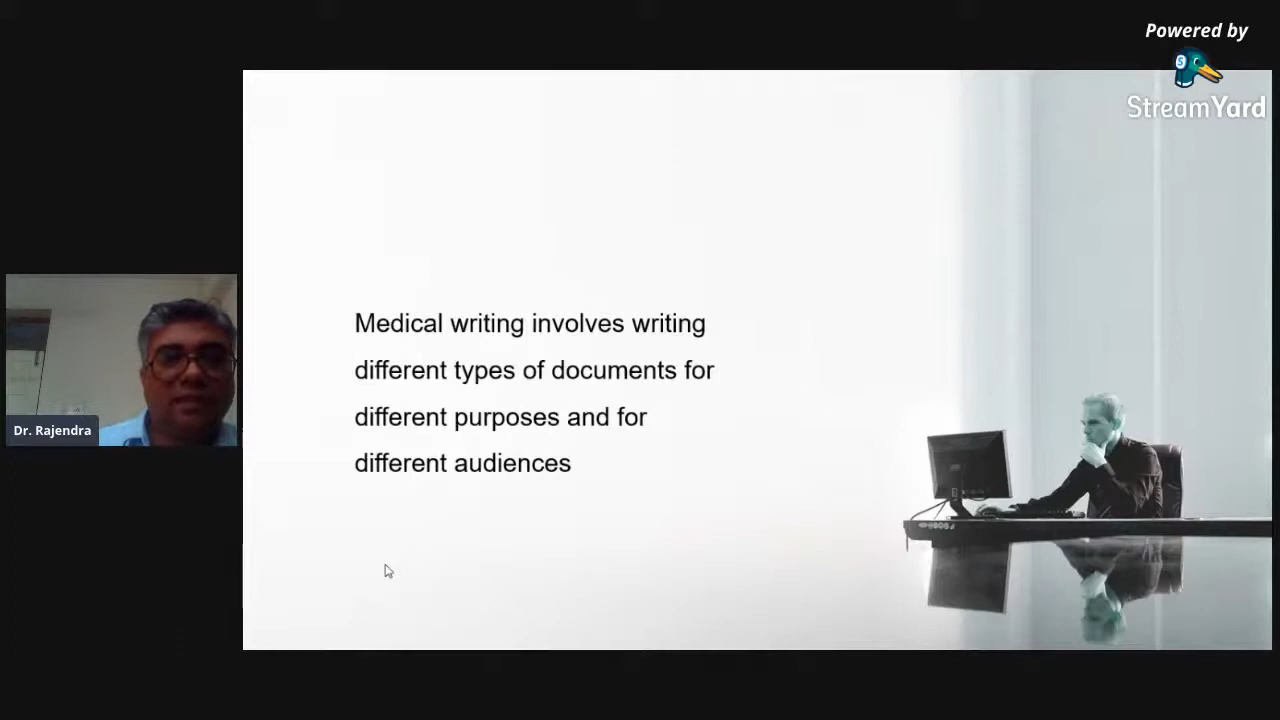 Powered by
StreamYard
Medical writing involves writing
different types of documents for
different purposes and for
different audiences
Dr. Rajendra